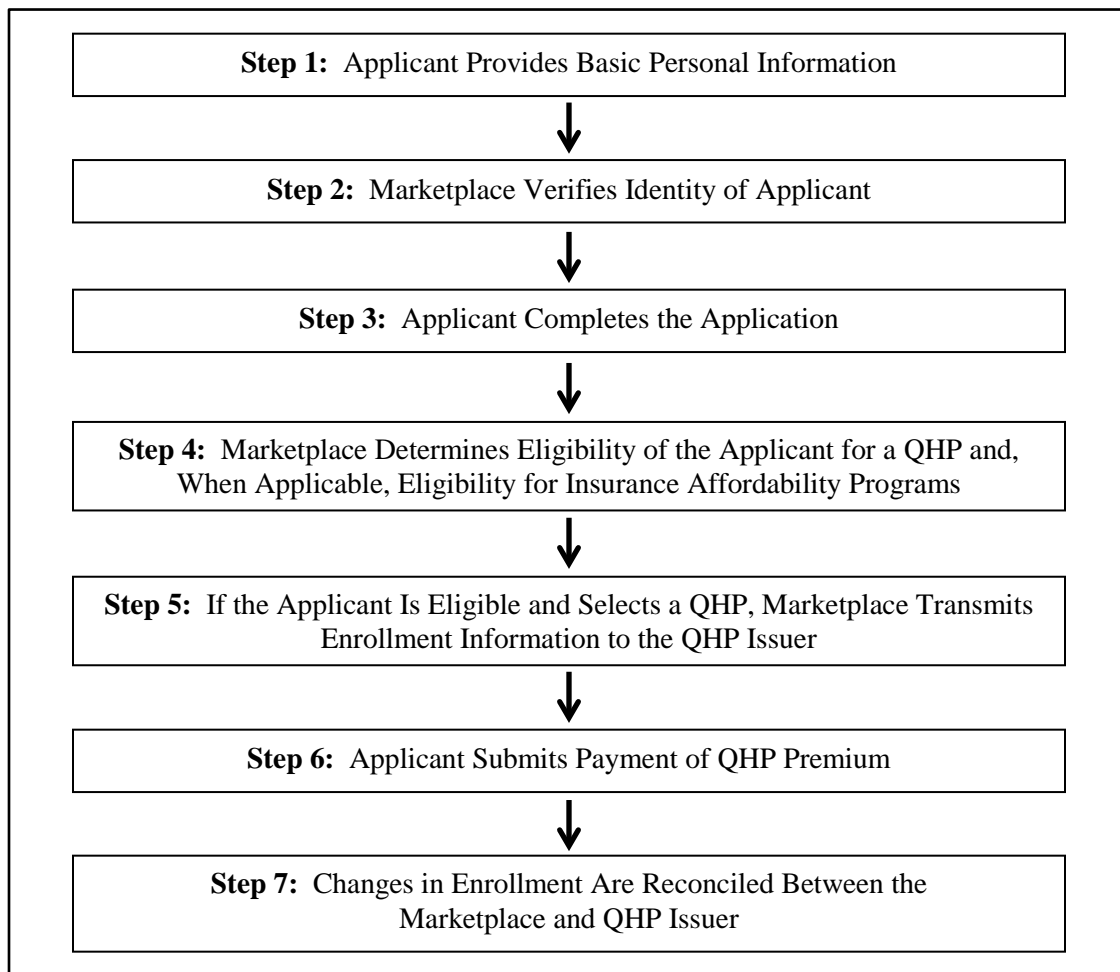 Step 1: Applicant Provides Basic Personal Information
Step 2: Marketplace Verifies Identity of Applicant
Step 3: Applicant Completes the Application
Step 4: Marketplace Determines Eligibility of the Applicant for a QHP and,
When Applicable, Eligibility for Insurance Affordability Programs
Step 5: If the Applicant Is Eligible and Selects a QHP, Marketplace Transmits
Enrollment Information to the QHP Issuer
Step 6: Applicant Submits Payment of QHP Premium
Step 7: Changes in Enrollment Are Reconciled Between the
Marketplace and QHP Issuer